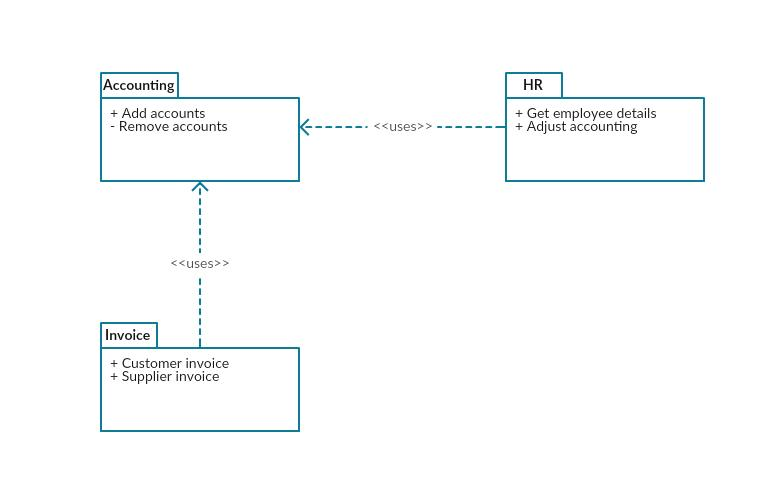 Accounting
+ Add accounts
- Remove accounts
<<uses>>
HR
+ Get employee details
+ Adjust accounting
<<uses>>
Invoice
+ Customer invoice
+ Supplier invoice